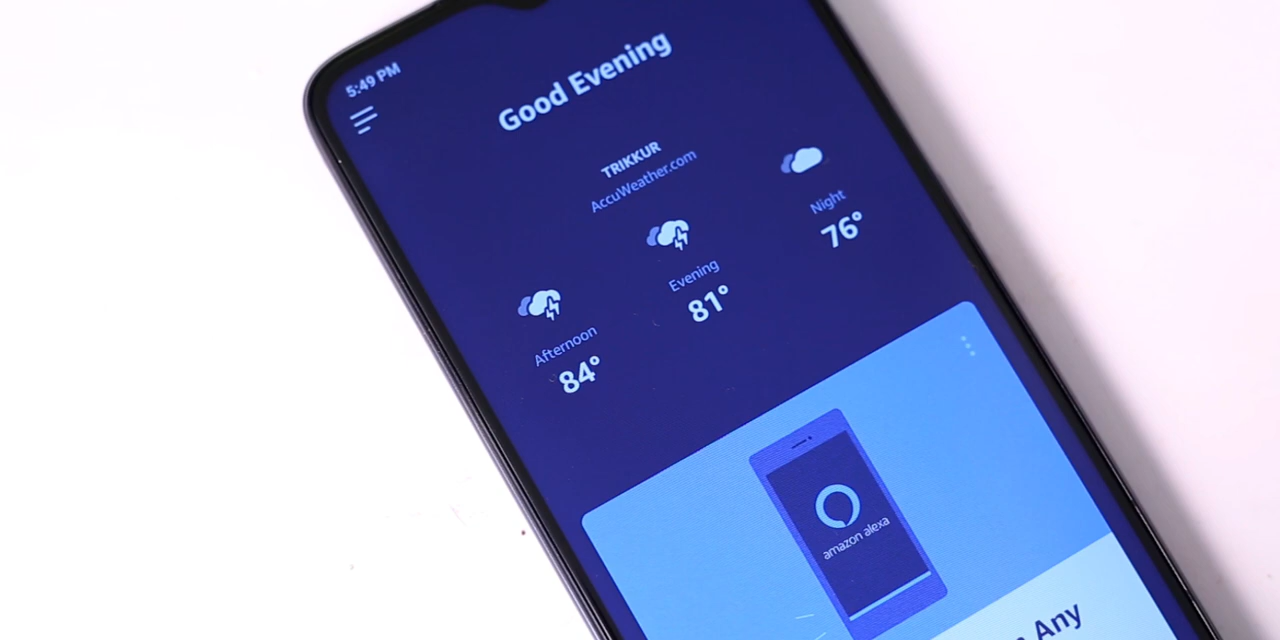 5:49 PM
Good Evening
TRIKKUR
AccuWeather.com
Afternoon
84°
Evening
81°
Night
76°
amazon alexa
Any